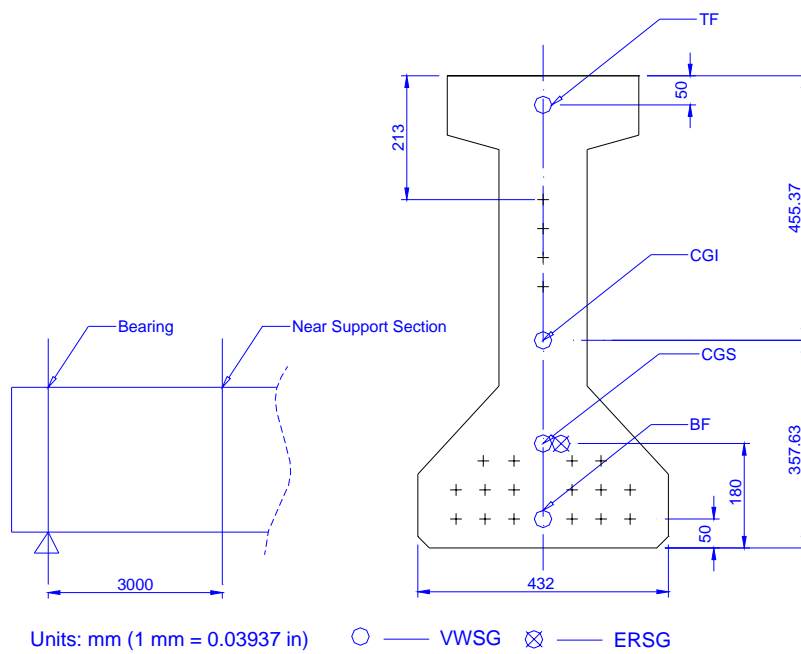 TF
50
213
455.37
CGI
Bearing
Near Support Section
CGS
BF
357.63
180
50
3000
432
Units: mm (1 mm = 0.03937 in)
VWSG
ERSG